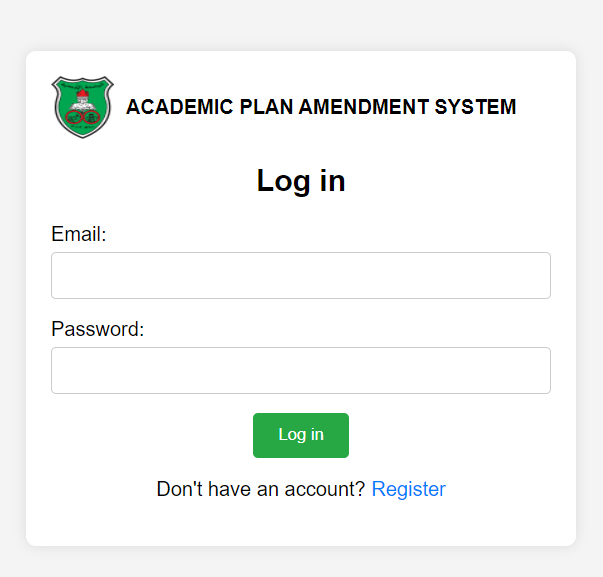 ACADEMIC PLAN AMENDMENT SYSTEM
Log in
Email:
Password:
Log in
Don't have an account? Register